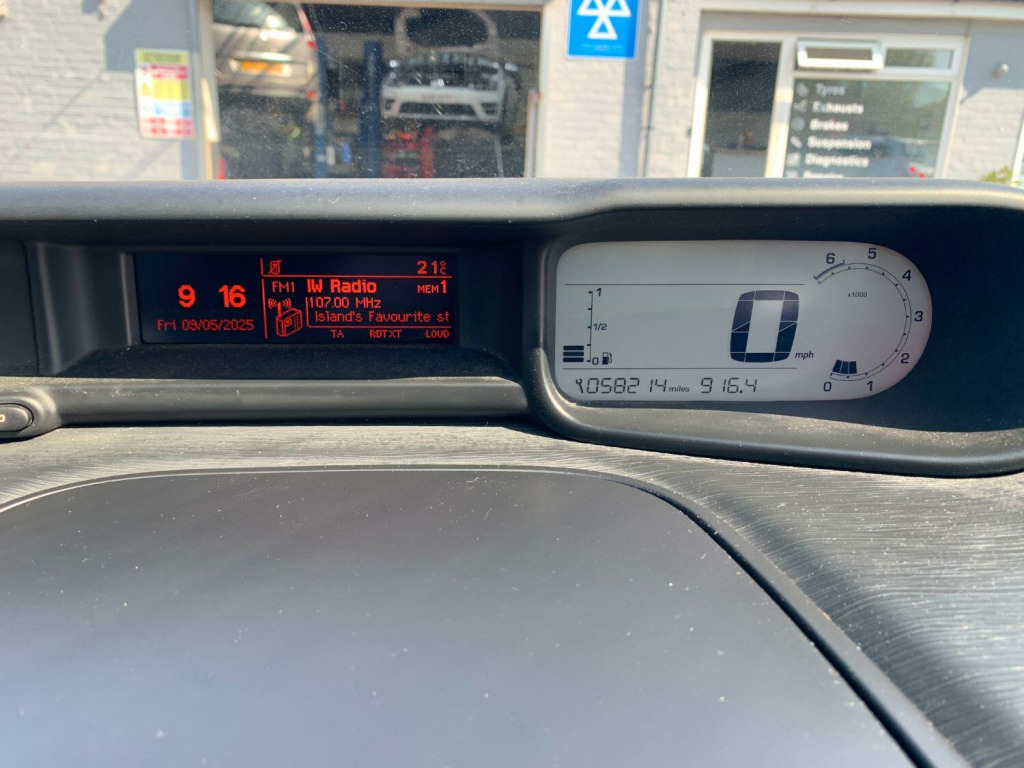 Tyres
Exhausts
Brakes
Suspension
Diagnostics
21°C
9 16
Fri 09/05/2025
FM1 IW Radio MEM1
107.00 MHz
Island's Favourite st
TA RDTXT LOUD
1
1/2
0
0 mph
058214 miles 916.4
6 5 4 3 2 1 0
x1000